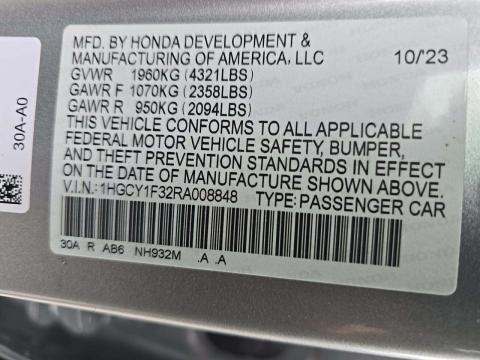 MFD. BY HONDA DEVELOPMENT &
MANUFACTURING OF AMERICA, LLC 10/23
GVWR 1960KG (4321LBS)
GAWR F 1070KG (2358LBS)
GAWR R 950KG (2094LBS)
THIS VEHICLE CONFORMS TO ALL APPLICABLE
FEDERAL MOTOR VEHICLE SAFETY, BUMPER,
AND THEFT PREVENTION STANDARDS IN EFFECT
ON THE DATE OF MANUFACTURE SHOWN ABOVE.
V.I.N.: 1HGCY1F32RA008848 TYPE: PASSENGER CAR
30A R AB6 NH932M .A .A
30A-A0